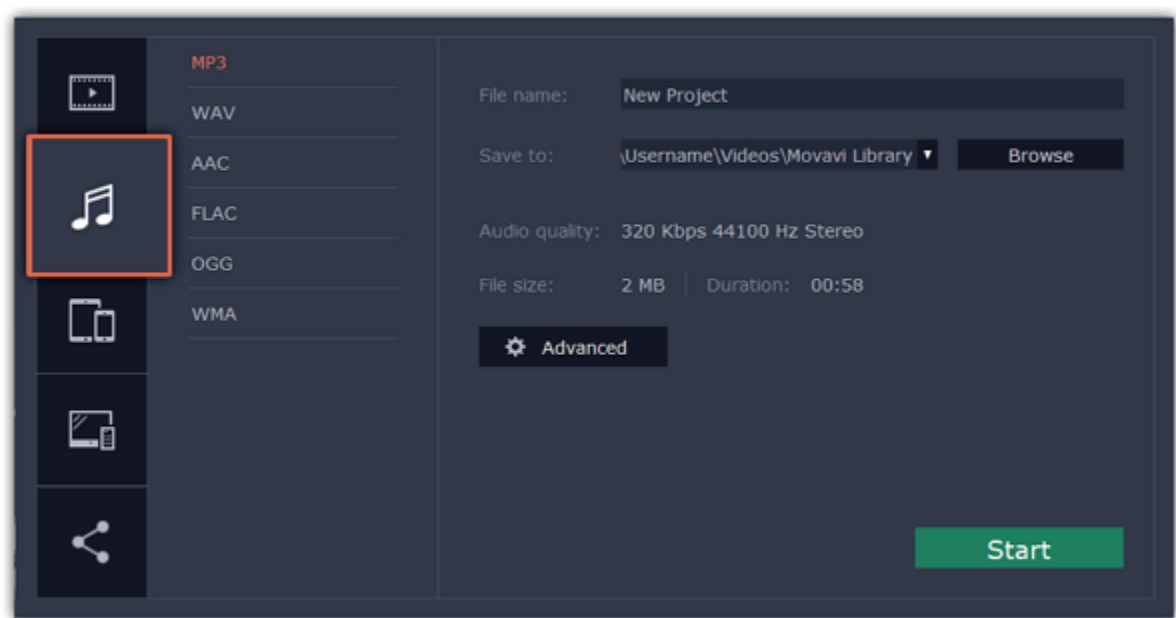 MP3
WAV
AAC
FLAC
OGG
WMA
File name: New Project
Save to: \Username\Videos\Movavi Library Browse
Audio quality: 320 Kbps 44100 Hz Stereo
File size: 2 MB Duration: 00:58
Advanced
Start